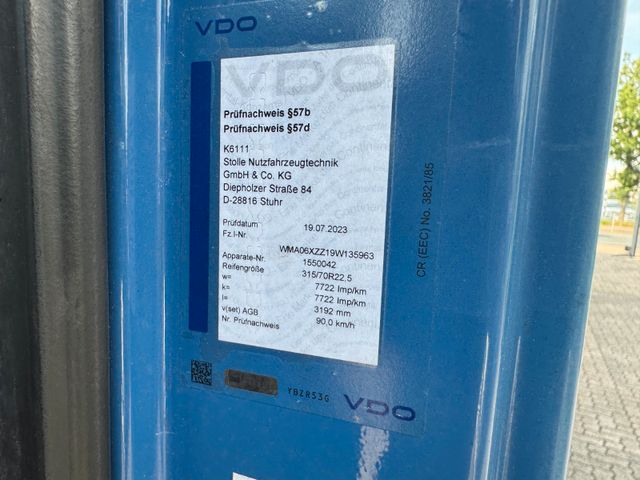 VDO
VDO
Prüfnachweis §57b
Prüfnachweis §57d
K6111
Stolle Nutzfahrzeugtechnik
GmbH & Co. KG
Diepholzer Straße 84
D-28816 Stuhr
Prüfdatum 19.07.2023
Fz.I-Nr.
WMA06XZZ19W135963
Apparate-Nr. 1550042
Reifengröße 315/70R22.5
w= 7722 Imp/km
k= 7722 Imp/km
l= 3192 mm
v(set) AGB 90,0 km/h
Nr. Prüfnachweis
CR (EEC) No. 3821/85
YBZR53G
VDO